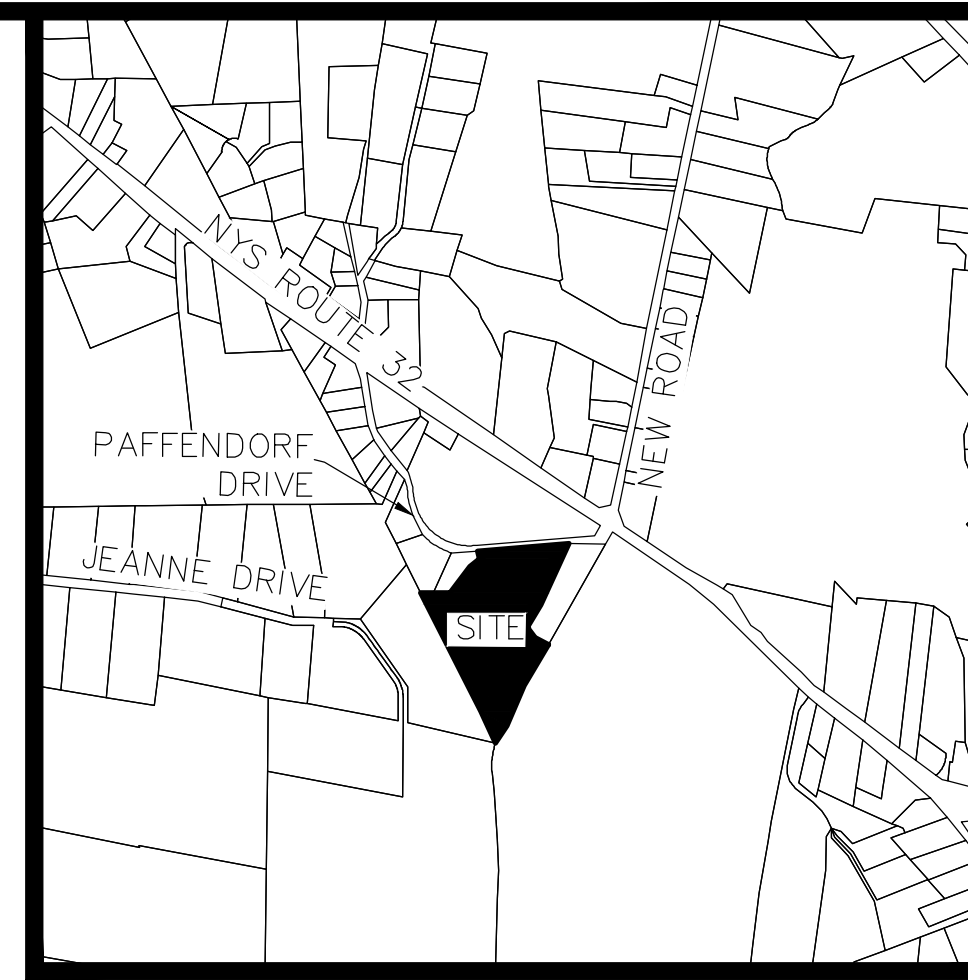 NYS ROUTE 32
NEW ROAD
PAFFENDORF
DRIVE
JEANNE DRIVE
SITE